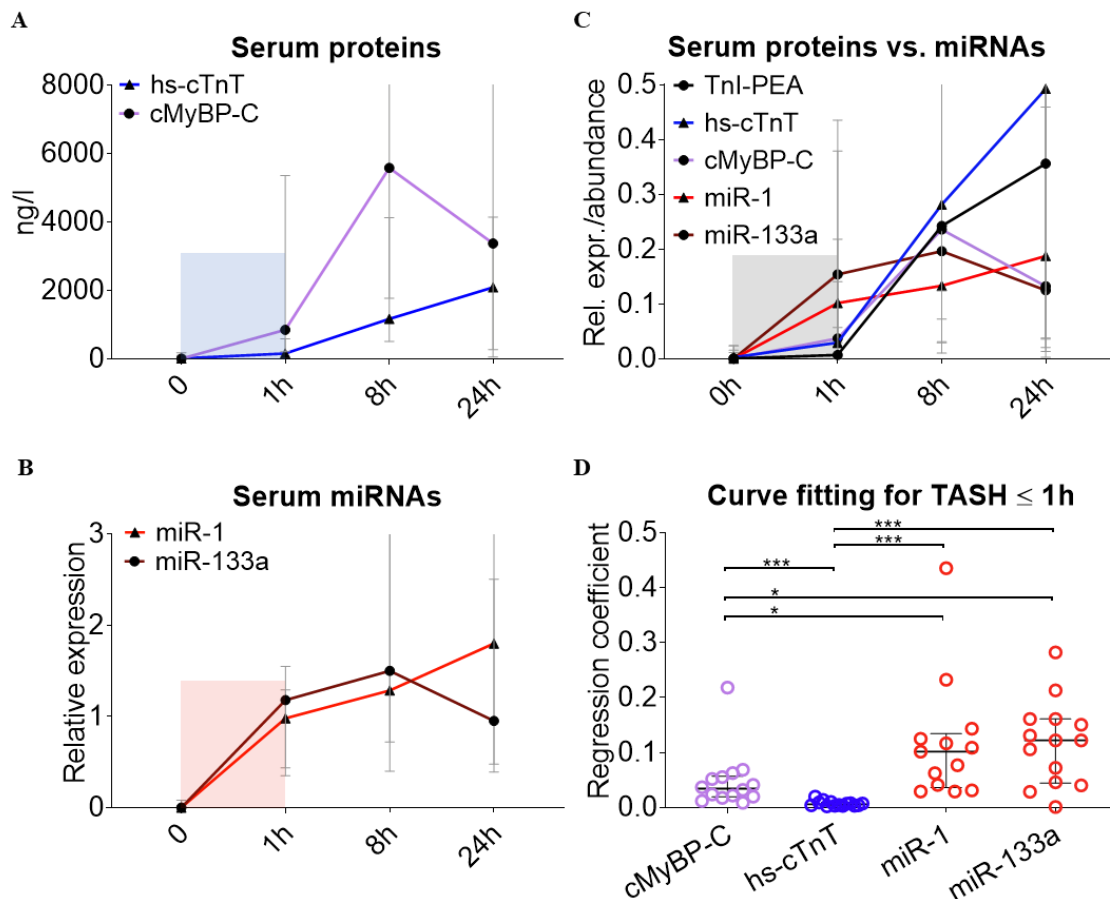 A
Serum proteins
hs-cTnT
cMyBP-C
ng/l
8000
6000
4000
2000
0
0
1h
8h
24h
B
Serum miRNAs
miR-1
miR-133a
Relative expression
3
2
1
0
0
1h
8h
24h
C
Serum proteins vs. miRNAs
TnI-PEA
hs-cTnT
cMyBP-C
miR-1
miR-133a
Rel. expr./abundance
0.5
0.4
0.3
0.2
0.1
0.0
0h
1h
8h
24h
D
Curve fitting for TASH ≤ 1h
Regression coefficient
0.5
0.4
0.3
0.2
0.1
0.0
***
***
***
*
*
cMyBP-C
hs-cTnT
miR-1
miR-133a